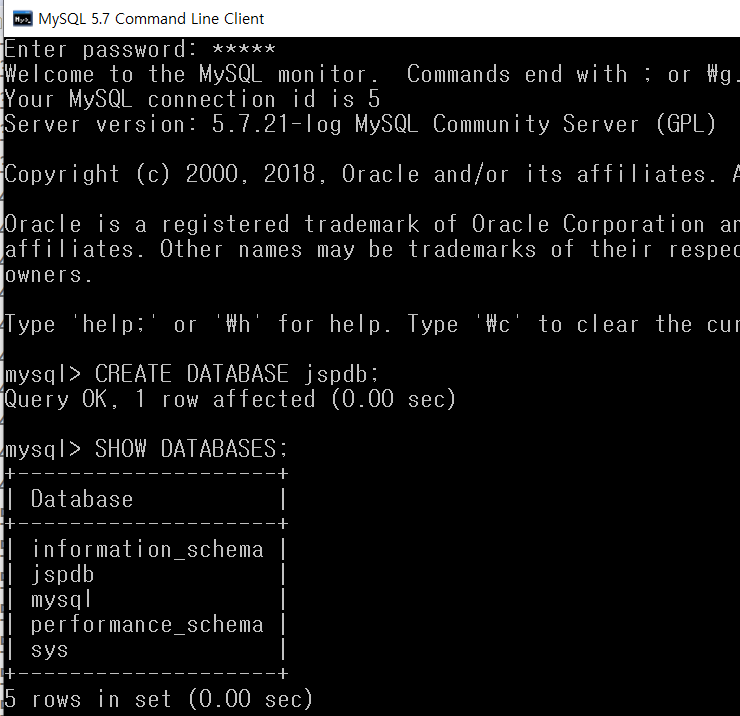 MySQL 5.7 Command Line Client
Enter password: *****
Welcome to the MySQL monitor.  Commands end with ; or ₩g.
Your MySQL connection id is 5
Server version: 5.7.21-log MySQL Community Server (GPL)
Copyright (c) 2000, 2018, Oracle and/or its affiliates.
Oracle is a registered trademark of Oracle Corporation
affiliates. Other names may be trademarks of their
owners.
Type 'help;' or '₩h' for help. Type '₩c' to clear the
mysql> CREATE DATABASE jspdb;
Query OK, 1 row affected (0.00 sec)
mysql> SHOW DATABASES;
+--------------------+
| Database           |
+--------------------+
| information_schema |
| jspdb              |
| mysql              |
| performance_schema |
| sys                |
+--------------------+
5 rows in set (0.00 sec)